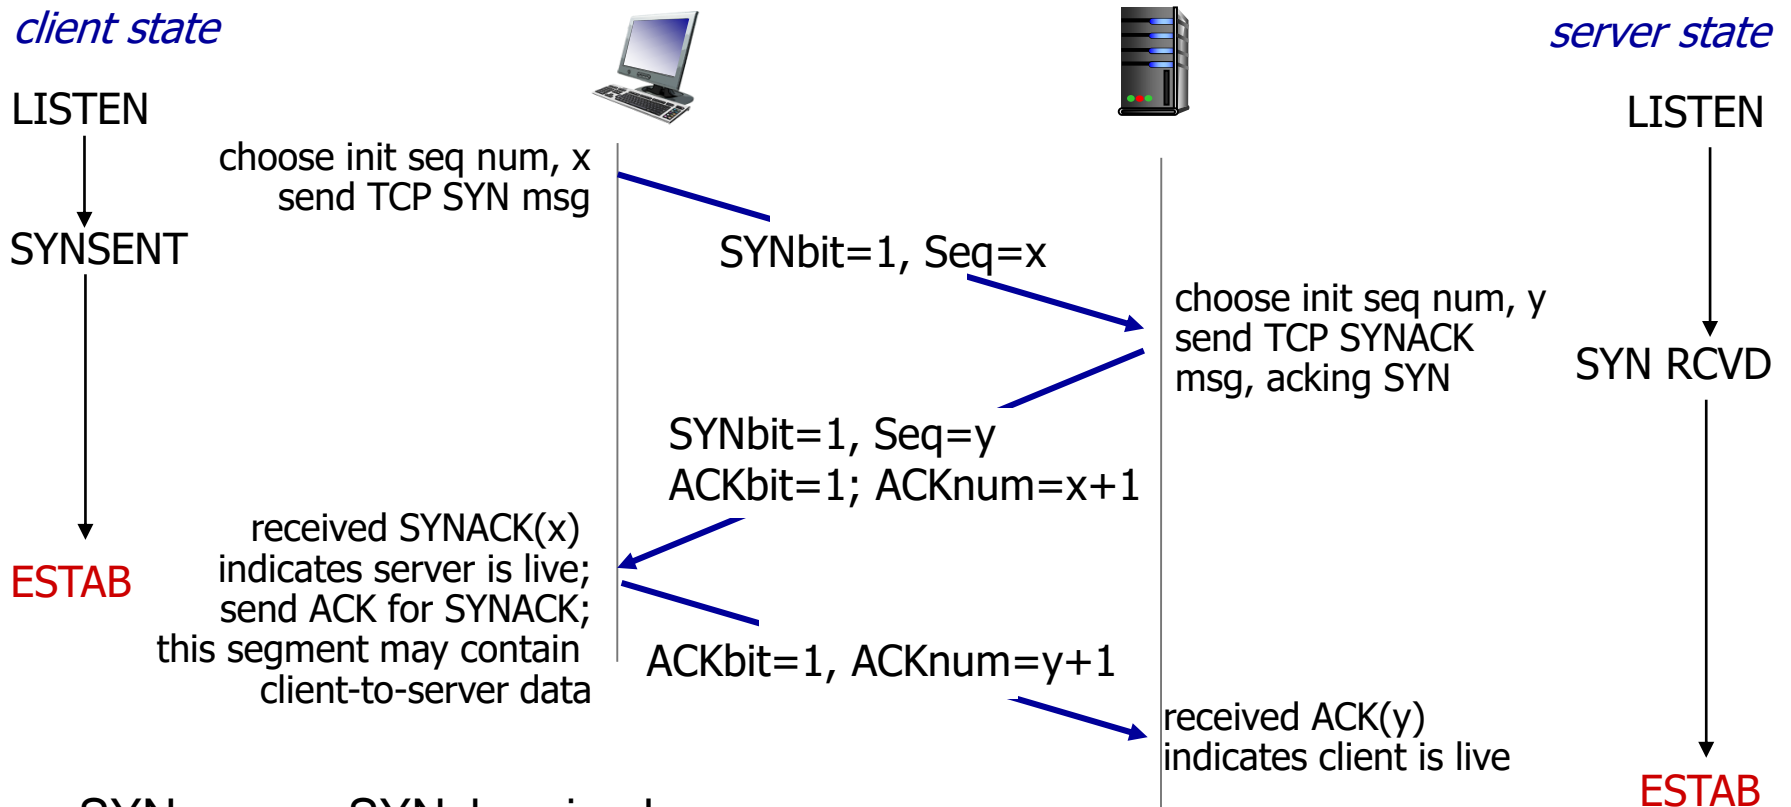 client state
server state
LISTEN
LISTEN
choose init seq num, x
send TCP SYN msg
SYNSENT
SYNbit=1, Seq=x
choose init seq num, y
send TCP SYNACK
msg, acking SYN
SYN RCVD
SYNbit=1, Seq=y
ACKbit=1; ACKnum=x+1
received SYNACK(x)
indicates server is live;
send ACK for SYNACK;
this segment may contain
client-to-server data
ESTAB
ACKbit=1, ACKnum=y+1
received ACK(y)
indicates client is live
ESTAB